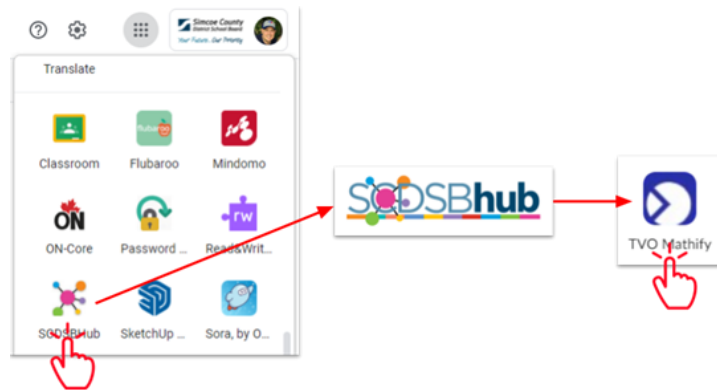 Simcoe County
District School Board
Your Future. Our Priority
Translate
Classroom
Flubaroo
Mindomo
flubaroo
rw
ON
ON-Core
Password ...
Read&Writ...
SCDSBHub
SketchUp ...
Sora, by O...
SCDSBhub
TVO Mathify